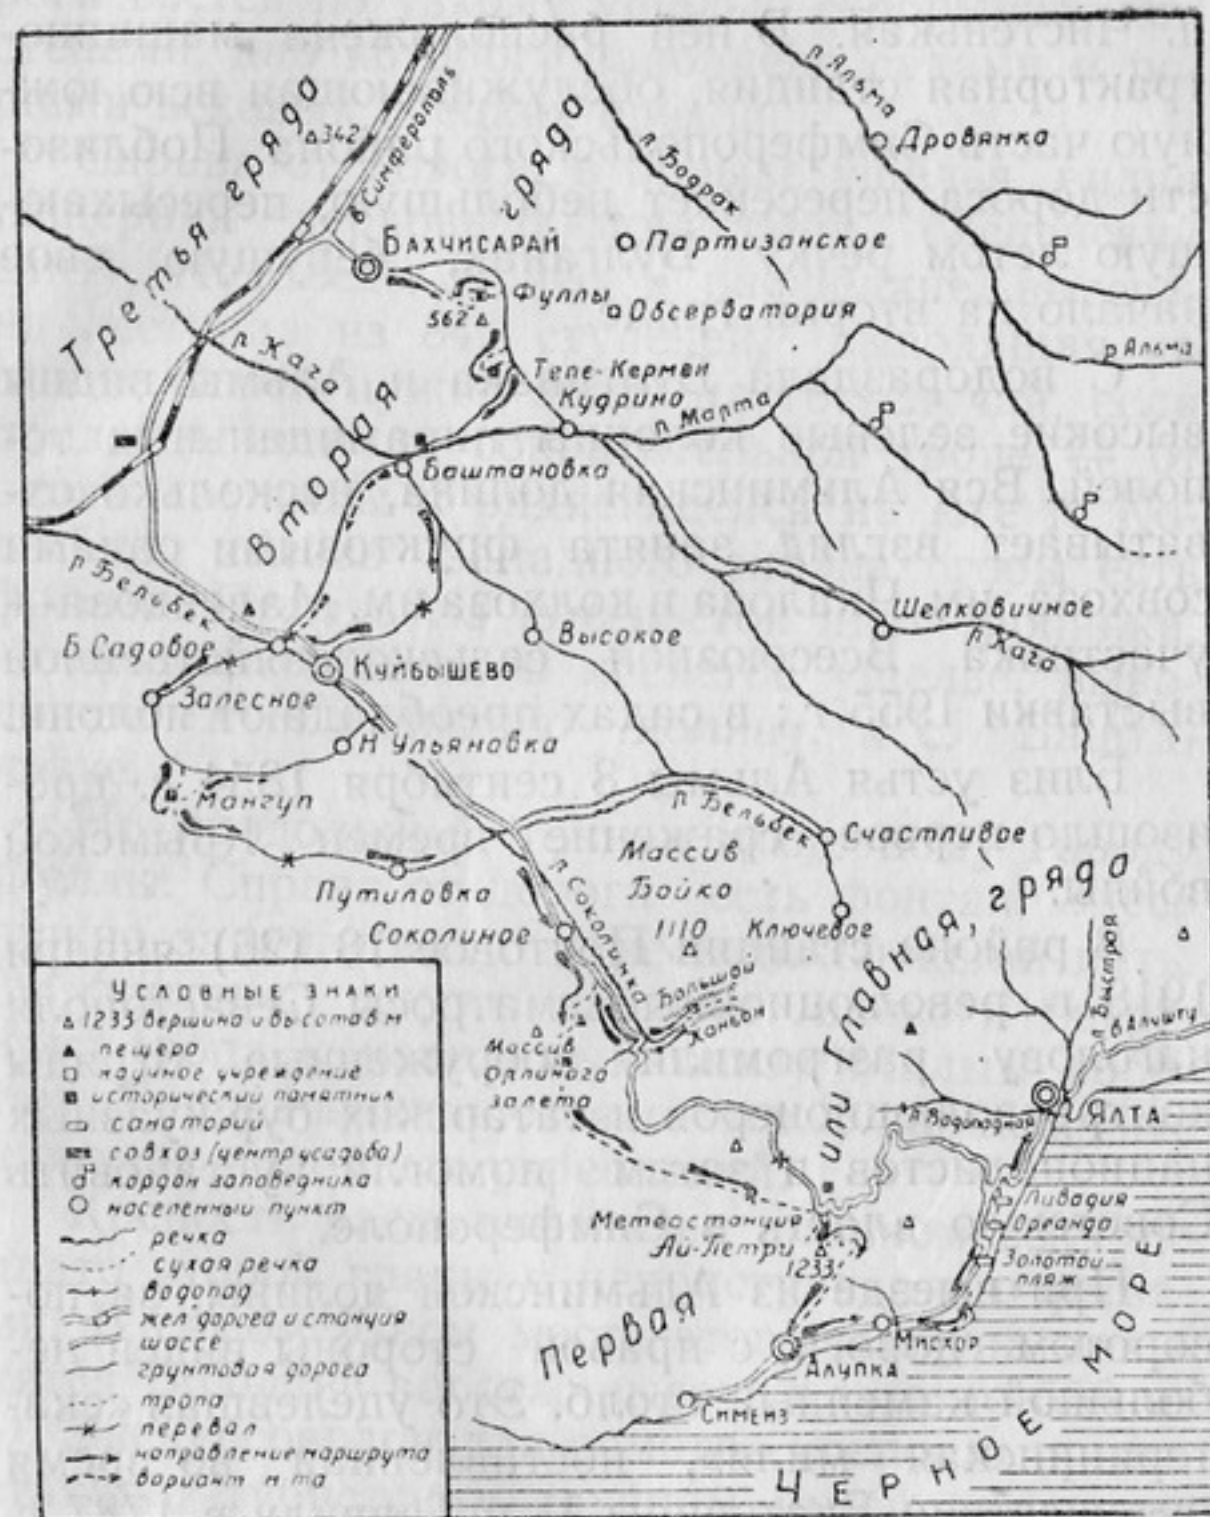 Третья гряда
△342
в Симферополь
гряда
р. Бодрак
р. Альма
Дровянка
БАХЧИСАРАЙ
Партизанское
Фуллы
562 △
Обсерватория
р. Кача
Тепе-Кермен
Кудрино
р. Марта
р Альма
Вторая
Баштановка
р. Бельбек
Б Садовое
КУЙБЫШЕВО
Высокое
Шелковичное
р. Кача
Залесное
Н Ульяновка
Мангуп
р. Бельбек
Счастливое
Путиловка
Массив
Бойко
1110
Ключевое
Соколиное
р. Соколинка
Большой
Каньон
или Главная, гряда
р. Быстрая
в Алушту
Массив
Орлиного
залета
р. Водопадная
ЯЛТА
Метеостанция
Ай-Петри
1233
Ливадия
Ореанда
Золотой
пляж
Первая
Мисхор
АЛУПКА
СИМЕИЗ
ЧЕРНОЕ МОРЕ
УСЛОВНЫЕ ЗНАКИ
△ 1233 вершина и высота в м
пещера
научное учреждение
исторический памятник
санаторий
совхоз (центр усадьба)
кордон заповедника
населенный пункт
речка
сухая речка
водопад
жел дорога и станция
шоссе
грунтовая дорога
тропа
перевал
направление маршрута
вариант м-та